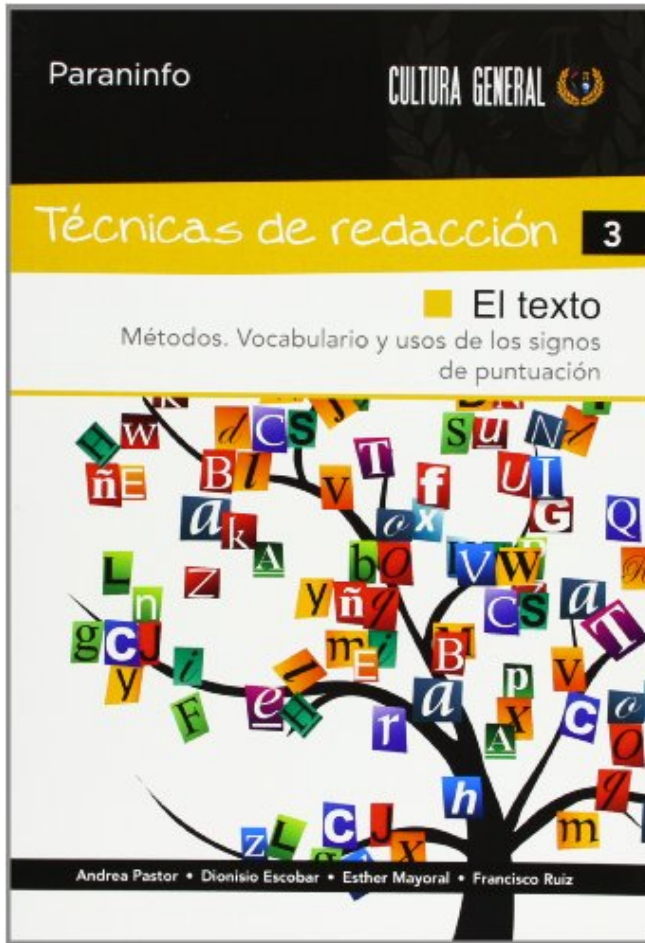 Paraninfo
CULTURA GENERAL
Técnicas de redacción 3
El texto
Métodos. Vocabulario y usos de los signos
de puntuación
Andrea Pastor • Dionisio Escobar • Esther Mayoral • Francisco Ruiz